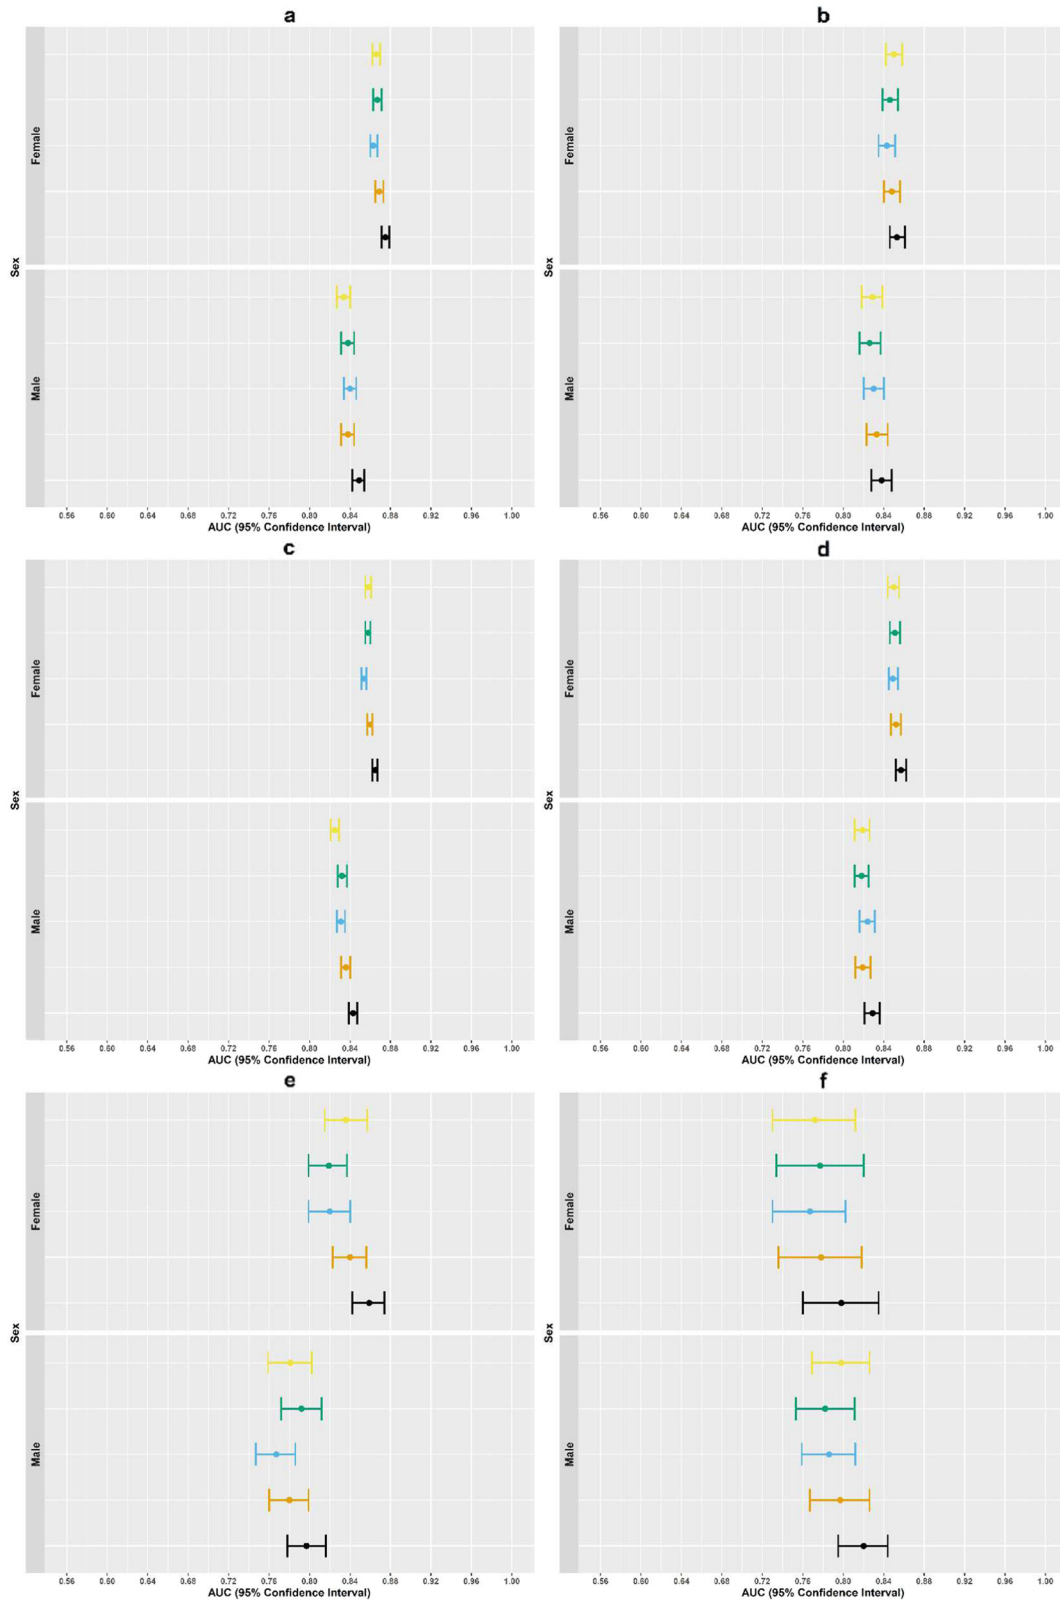 a
Female
Male
Sex
0.56 0.60 0.64 0.68 0.72 0.76 0.80 0.84 0.88 0.92 0.96 1.00
AUC (95% Confidence Interval)
b
Female
Male
0.56 0.60 0.64 0.68 0.72 0.76 0.80 0.84 0.88 0.92 0.96 1.00
Sex
AUC (95% Confidence Interval)
c
Female
Male
Sex
0.56 0.60 0.64 0.68 0.72 0.76 0.80 0.84 0.88 0.92 0.96 1.00
AUC (95% Confidence Interval)
d
Female
Male
Sex
0.56 0.60 0.64 0.68 0.72 0.76 0.80 0.84 0.88 0.92 0.96 1.00
AUC (95% Confidence Interval)
e
Female
Male
Sex
0.56 0.60 0.64 0.68 0.72 0.76 0.80 0.84 0.88 0.92 0.96 1.00
AUC (95% Confidence Interval)
f
Female
Male
Sex
0.56 0.60 0.64 0.68 0.72 0.76 0.80 0.84 0.88 0.92 0.96 1.00
AUC (95% Confidence Interval)